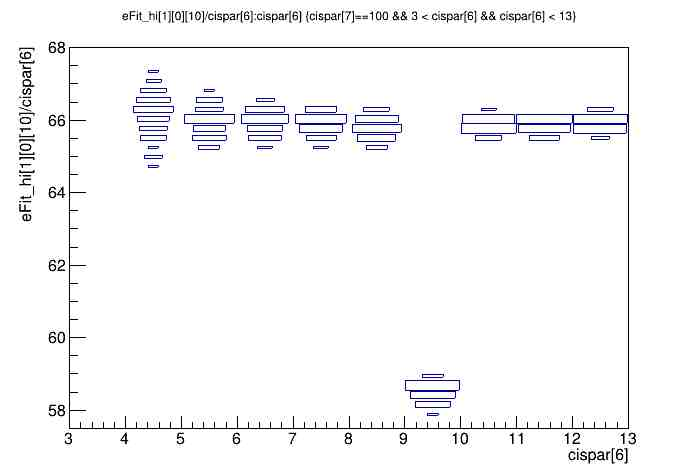 eFit_hi[1][0][10]/cispar[6]:cispar[6] {cispar[7]==100 && 3 < cispar[6] && cispar[6] < 13}
eFit_hi[1][0][10]/cispar[6]
68
66
64
62
60
58
3 4 5 6 7 8 9 10 11 12 13
cispar[6]